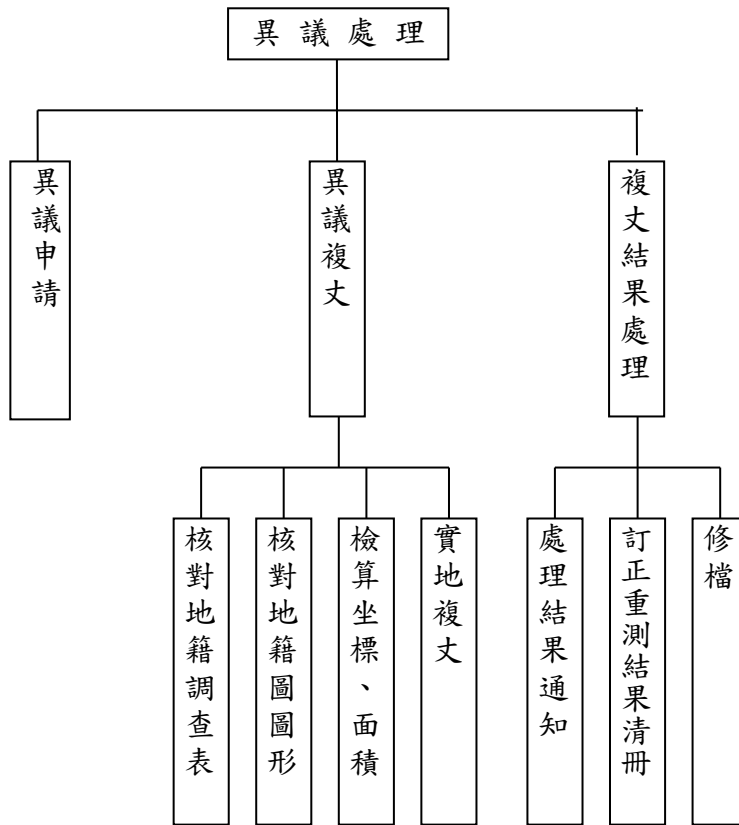 異議處理
異議申請
異議複丈
複丈結果處理
核對地籍調查表
核對地籍圖圖形
檢算坐標、面積
實地複丈
處理結果通知
訂正重測結果清冊
修檔